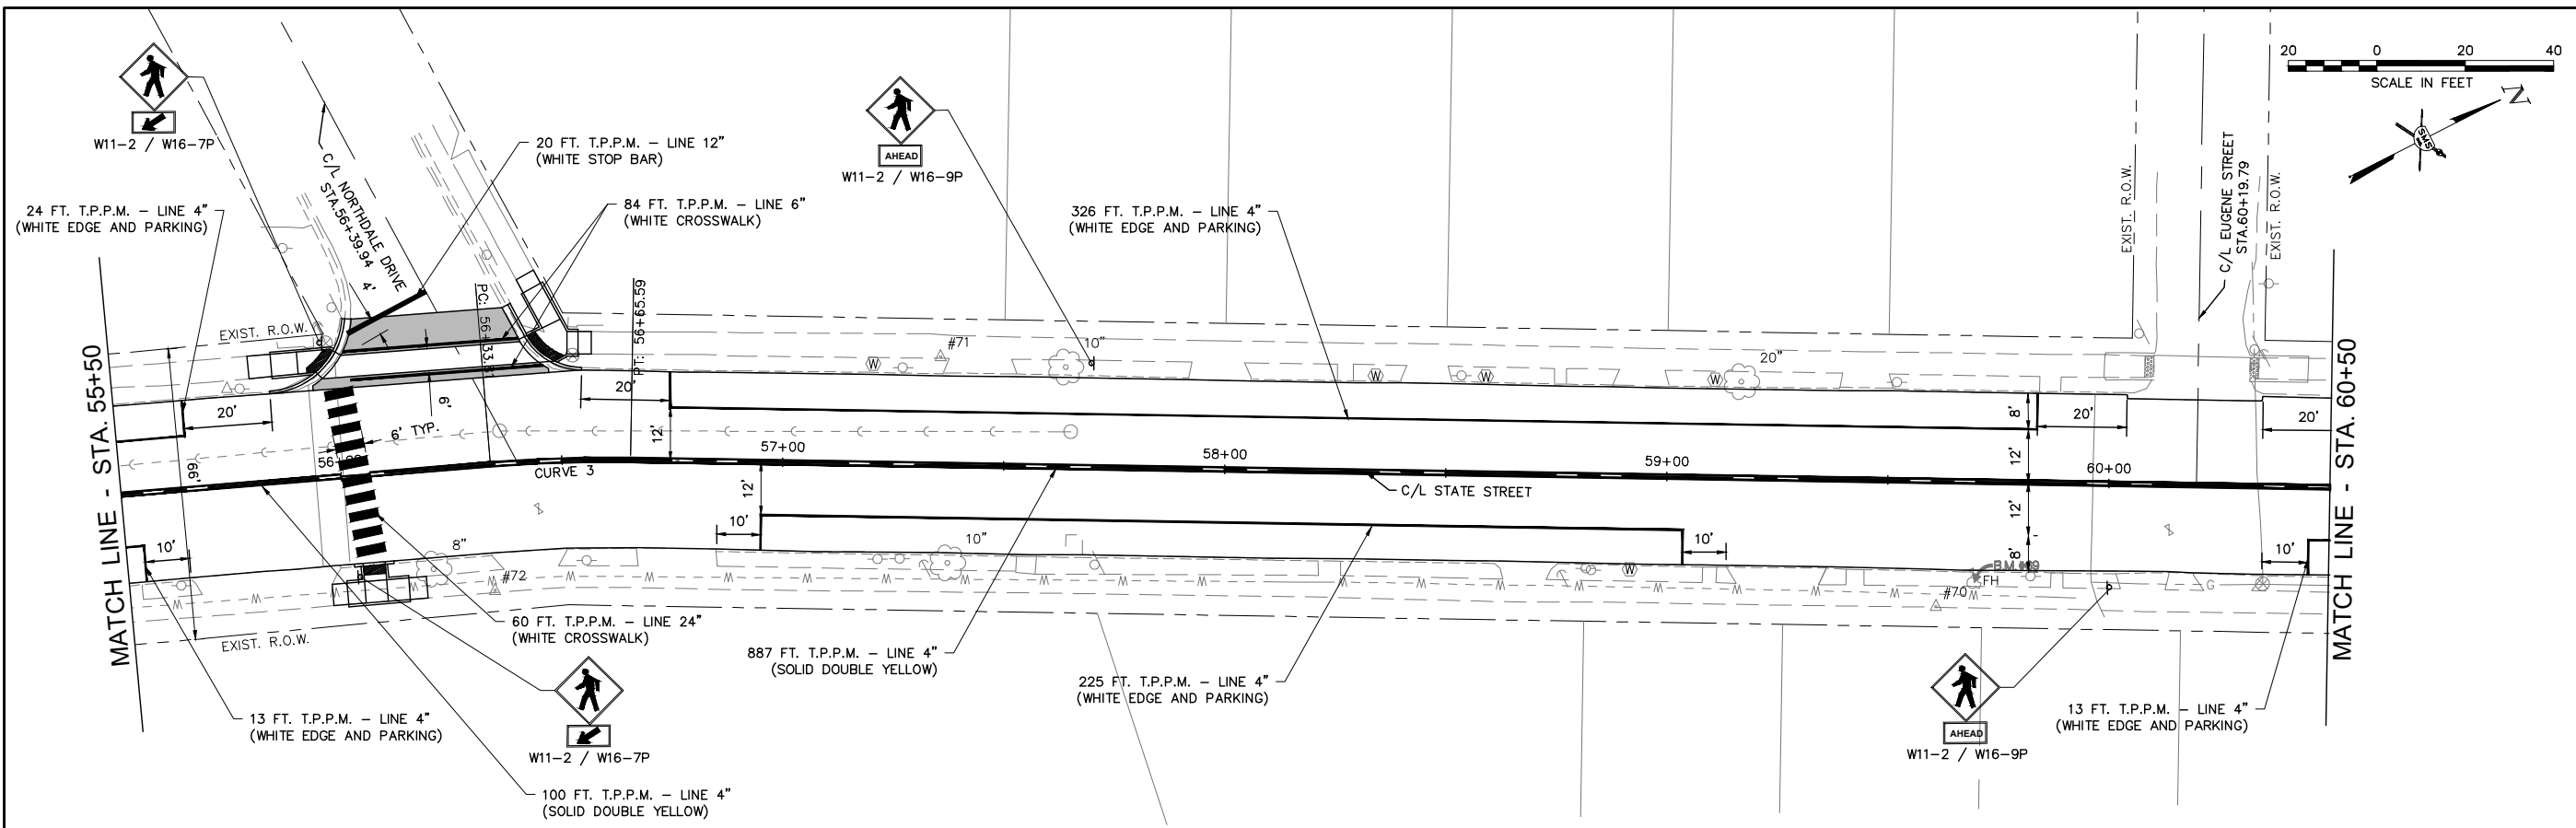 20 0 20 40
SCALE IN FEET
N
SMS
W11-2 / W16-7P
24 FT. T.P.P.M. – LINE 4"
(WHITE EDGE AND PARKING)
C/L NORTHDALE DRIVE
STA.56+39.94
4'
20 FT. T.P.P.M. – LINE 12"
(WHITE STOP BAR)
84 FT. T.P.P.M. – LINE 6"
(WHITE CROSSWALK)
AHEAD
W11-2 / W16-9P
326 FT. T.P.P.M. – LINE 4"
(WHITE EDGE AND PARKING)
EXIST. R.O.W.
C/L EUGENE STREET
STA.60+19.79
EXIST. R.O.W.
MATCH LINE - STA. 55+50
EXIST. R.O.W.
PT: 56+65.59
#71
10"
20"
W
W
W
W
20'
66'
6'
6' TYP.
20'
12'
8'
20'
20'
12'
CURVE 3
57+00
58+00
59+00
60+00
C/L STATE STREET
12'
12'
8'
10'
10'
10'
10'
8"
10"
#72
W
B.M.
FH
#70
G
EXIST. R.O.W.
MATCH LINE - STA. 60+50
60 FT. T.P.P.M. – LINE 24"
(WHITE CROSSWALK)
887 FT. T.P.P.M. – LINE 4"
(SOLID DOUBLE YELLOW)
225 FT. T.P.P.M. – LINE 4"
(WHITE EDGE AND PARKING)
13 FT. T.P.P.M. – LINE 4"
(WHITE EDGE AND PARKING)
W11-2 / W16-7P
AHEAD
W11-2 / W16-9P
13 FT. T.P.P.M. – LINE 4"
(WHITE EDGE AND PARKING)
100 FT. T.P.P.M. – LINE 4"
(SOLID DOUBLE YELLOW)